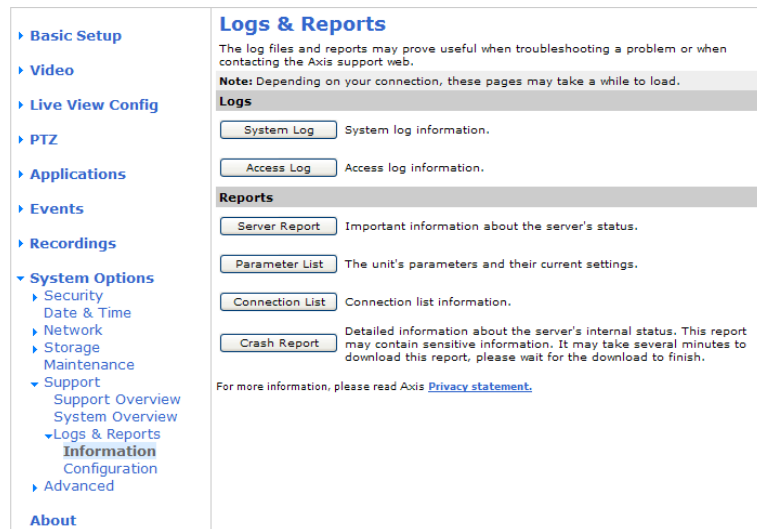 Basic Setup
Video
Live View Config
PTZ
Applications
Events
Recordings
System Options
Security
Date & Time
Network
Storage
Maintenance
Support
Support Overview
System Overview
Logs & Reports
Information
Configuration
Advanced
About
Logs & Reports
The log files and reports may prove useful when troubleshooting a problem or when
contacting the Axis support web.
Note: Depending on your connection, these pages may take a while to load.
Logs
System Log System log information.
Access Log Access log information.
Reports
Server Report Important information about the server's status.
Parameter List The unit's parameters and their current settings.
Connection List Connection list information.
Crash Report Detailed information about the server's internal status. This report
may contain sensitive information. It may take several minutes to
download this report, please wait for the download to finish.
For more information, please read Axis Privacy statement.